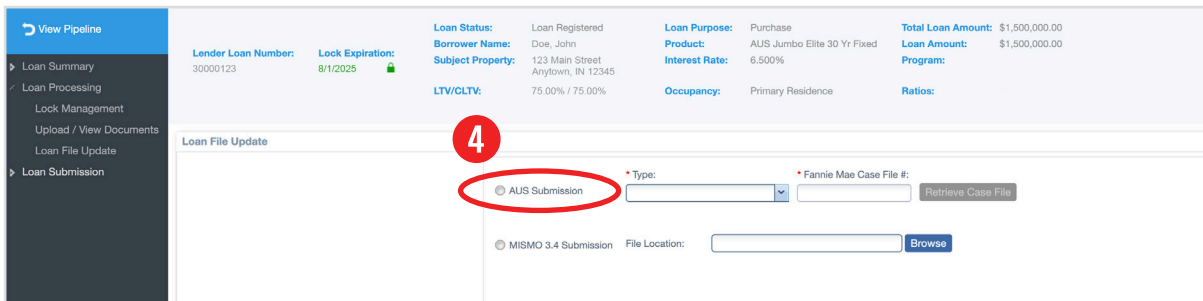 View Pipeline
Loan Summary
Loan Processing
Lock Management
Upload / View Documents
Loan File Update
Loan Submission
Lender Loan Number:
30000123
Lock Expiration:
8/1/2025
Loan Status: Loan Registered
Borrower Name: Doe, John
Subject Property: 123 Main Street
Anytown, IN 12345
LTV/CLTV: 75.00% / 75.00%
Loan Purpose: Purchase
Product: AUS Jumbo Elite 30 Yr Fixed
Interest Rate: 6.500%
Occupancy: Primary Residence
Total Loan Amount: $1,500,000.00
Loan Amount: $1,500,000.00
Program:
Ratios:
Loan File Update
4
AUS Submission
* Type:
* Fannie Mae Case File #:
Retrieve Case File
MISMO 3.4 Submission File Location: Browse